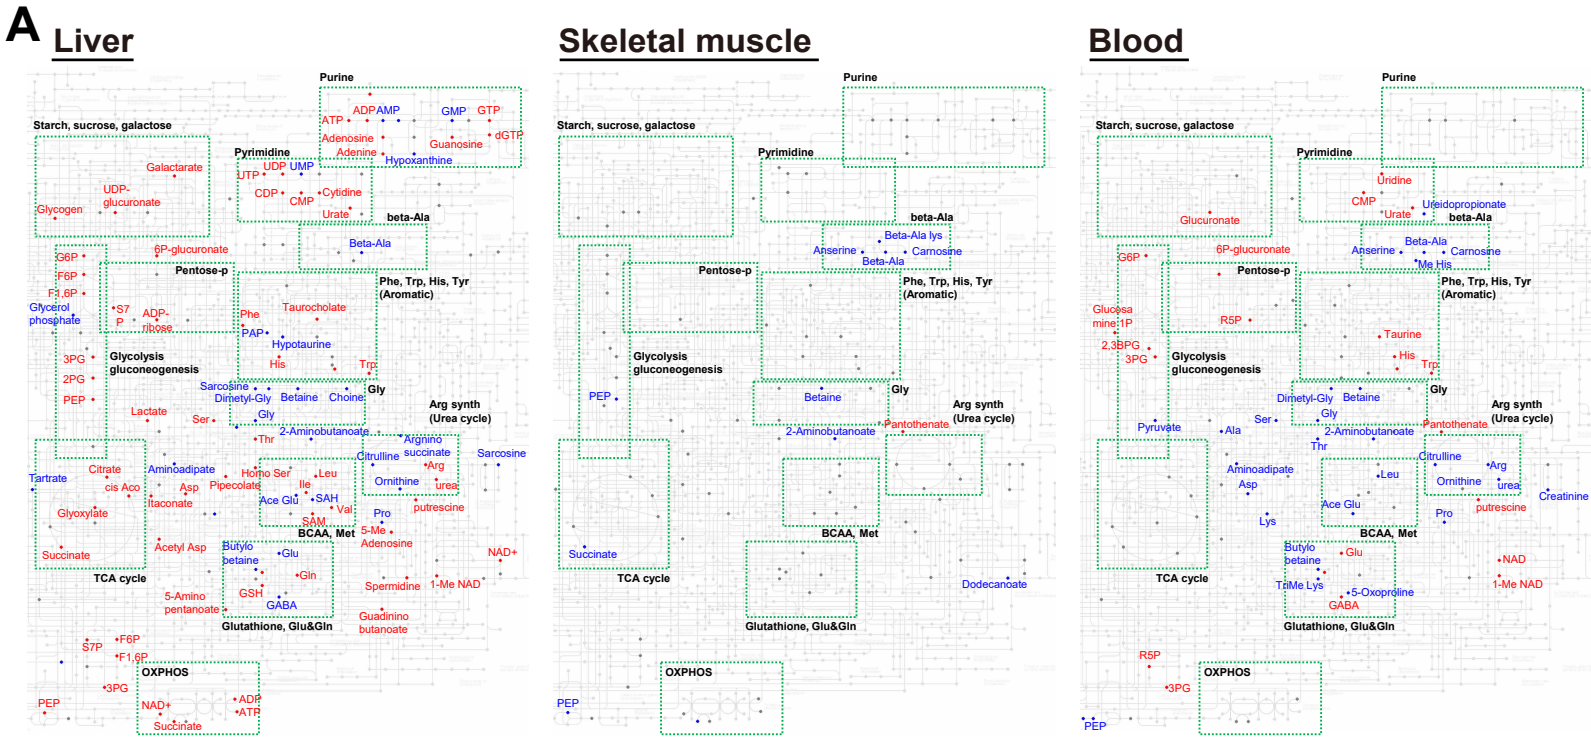 A
Liver
Purine
ADP AMP
GMP GTP
ATP
Adenosine
dGTP
Guanosine
Adenine
Hypoxanthine
Starch, sucrose, galactose
Galactarate
UDP-
glucuronate
Glycogen
Pyrimidine
UDP UMP
UTP
CDP
CMP
Cytidine
Urate
beta-Ala
Beta-Ala
6P-glucuronate
G6P
F6P
F1,6P
Glycerol
phosphate
Pentose-p
S7
P
ADP-
ribose
Phe, Trp, His, Tyr
(Aromatic)
Taurocholate
Phe
PAP
Hypotaurine
His
Trp
3PG
2PG
PEP
Glycolysis
gluconeogenesis
Sarcosine
Dimetyl-Gly
Betaine
Choine
Gly
Gly
Lactate
Ser
Thr
2-Aminobutanoate
Arg synth
(Urea cycle)
Arginino
succinate
Citrulline
Arg
Ornithine
urea
Sarcosine
putrescine
Tartrate
Citrate
cis Aco
Glyoxylate
Succinate
TCA cycle
Aminoadipate
Asp
Itaconate
Pipecolate
Homo Ser
Leu
Ile
Ace Glu
SAH
Val
SAM
BCAA, Met
Pro
5-Me
Adenosine
Acetyl Asp
Butylo
betaine
Glu
Gln
GSH
GABA
Glutathione, Glu&Gln
5-Amino
pentanoate
NAD+
Spermidine
1-Me NAD
Guadinino
butanoate
S7P
F6P
F1,6P
3PG
PEP
OXPHOS
NAD+
Succinate
ADP
ATP
Skeletal muscle
Purine
Starch, sucrose, galactose
Pyrimidine
beta-Ala
Beta-Ala lys
Anserine
Carnosine
Beta-Ala
Pentose-p
Phe, Trp, His, Tyr
(Aromatic)
Glycolysis
gluconeogenesis
PEP
Gly
Betaine
2-Aminobutanoate
Arg synth
(Urea cycle)
Pantothenate
BCAA, Met
Succinate
TCA cycle
Dodecanoate
Glutathione, Glu&Gln
OXPHOS
PEP
Blood
Purine
Starch, sucrose, galactose
Glucuronate
Pyrimidine
Uridine
CMP
Urate
Ureidopropionate
beta-Ala
Beta-Ala
Anserine
Carnosine
Me His
6P-glucuronate
G6P
Pentose-p
R5P
Phe, Trp, His, Tyr
(Aromatic)
Taurine
His
Trp
Glucosa
mine 1P
2,3BPG
3PG
Glycolysis
gluconeogenesis
Gly
Dimetyl-Gly
Betaine
Gly
Pyruvate
Ala
Ser
Thr
2-Aminobutanoate
Arg synth
(Urea cycle)
Pantothenate
Citrulline
Arg
Ornithine
urea
Creatinine
putrescine
Aminoadipate
Asp
Lys
Leu
Ace Glu
BCAA, Met
Pro
TCA cycle
Butylo
betaine
Glu
TriMe Lys
5-Oxoproline
GABA
Glutathione, Glu&Gln
NAD
1-Me NAD
R5P
3PG
PEP
OXPHOS